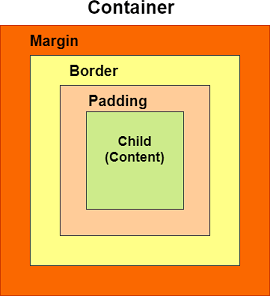 Container
Margin
Border
Padding
Child
(Content)